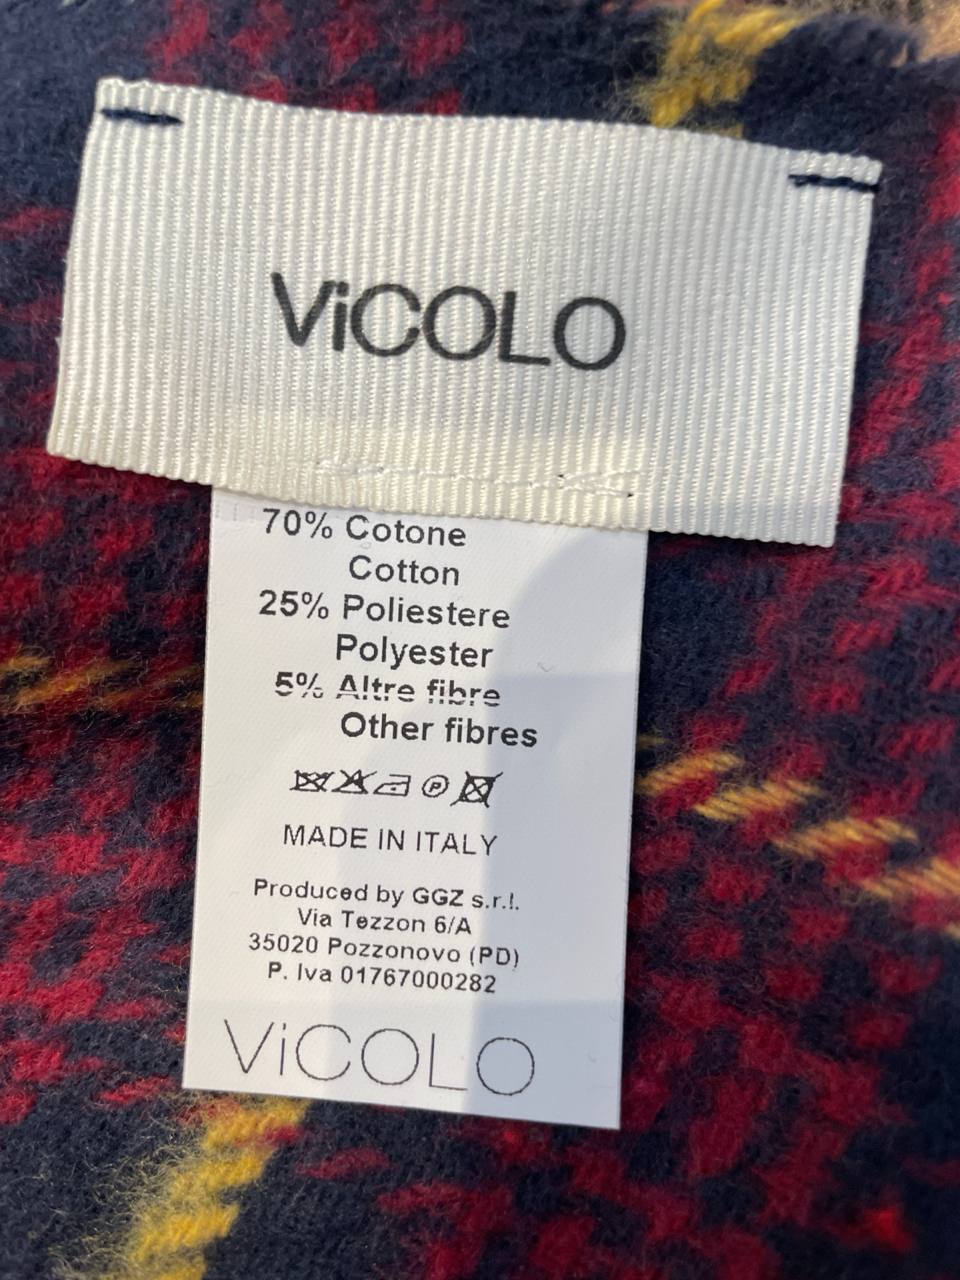 ViCOLO
70% Cotone
Cotton
25% Poliestere
Polyester
5% Altre fibre
Other fibres
P
MADE IN ITALY
Produced by GGZ s.r.l.
Via Tezzon 6/A
35020 Pozzonovo (PD)
P. Iva 01767000282
ViCOLO